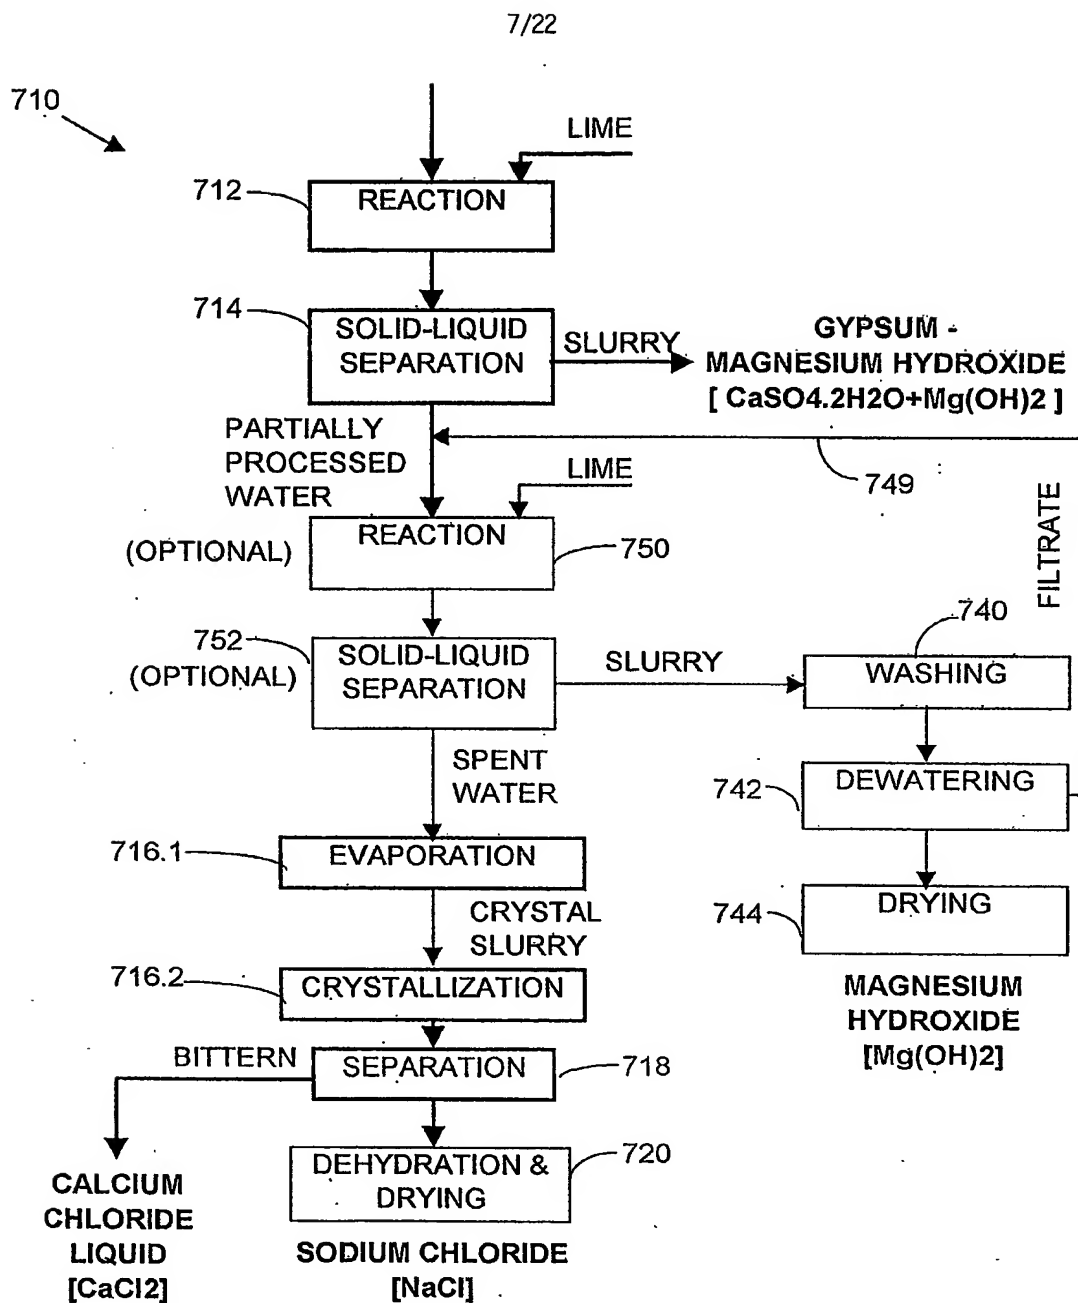 7/22
710
LIME
712
REACTION
714
SOLID-LIQUID
SEPARATION
SLURRY
GYPSUM -
MAGNESIUM HYDROXIDE
[ CaSO4.2H2O+Mg(OH)2 ]
PARTIALLY
PROCESSED
WATER
749
LIME
FILTRATE
(OPTIONAL)
REACTION
750
752
(OPTIONAL)
SOLID-LIQUID
SEPARATION
SLURRY
740
WASHING
SPENT
WATER
742
DEWATERING
716.1
EVAPORATION
744
DRYING
CRYSTAL
SLURRY
716.2
CRYSTALLIZATION
MAGNESIUM
HYDROXIDE
[Mg(OH)2]
BITTERN
SEPARATION
718
DEHYDRATION &
DRYING
720
CALCIUM
CHLORIDE
LIQUID
[CaCl2]
SODIUM CHLORIDE
[NaCl]